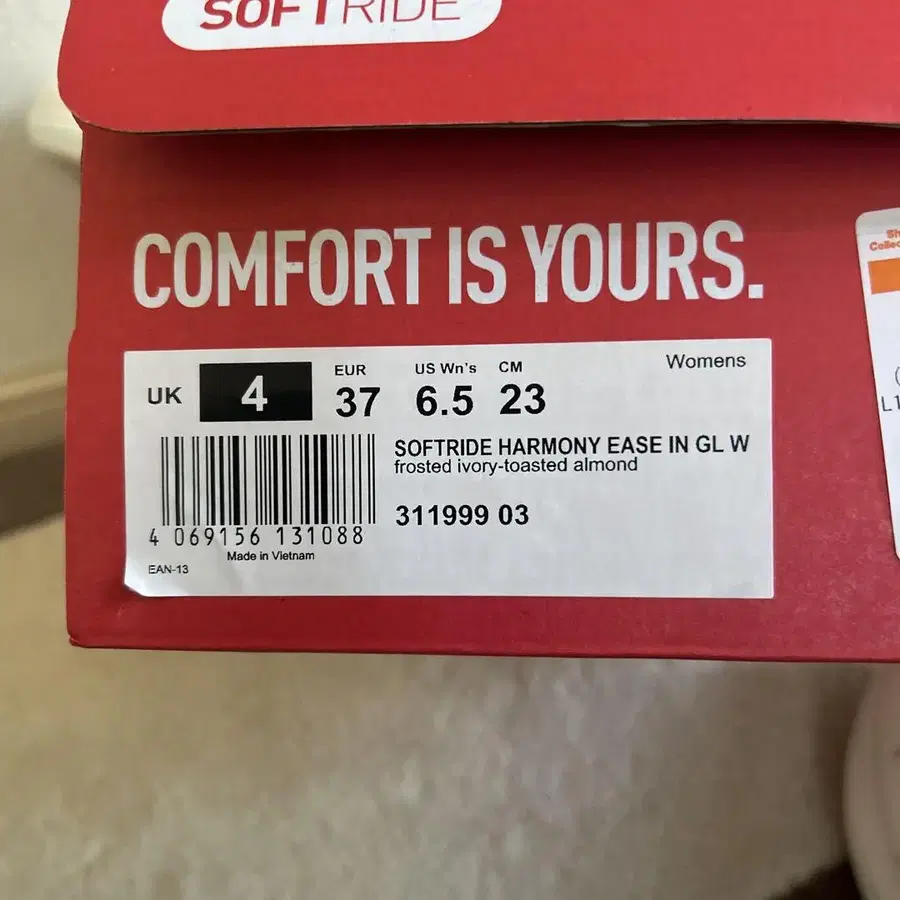 SOFTRIDE
COMFORT IS YOURS.
Womens
UK 4
EUR 37
US Wn's 6.5
CM 23
SOFTRIDE HARMONY EASE IN GL W
frosted ivory-toasted almond
311999 03
4 069156 131088
Made in Vietnam
EAN-13